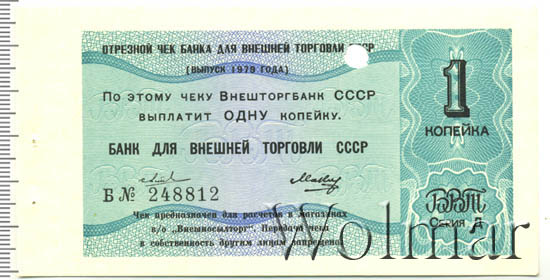 ОТРЕЗНОЙ ЧЕК БАНКА ДЛЯ ВНЕШНЕЙ ТОРГОВЛИ СССР
(ВЫПУСК 1978 ГОДА)
По этому чеку Внешторгбанк СССР
выплатит ОДНУ копейку.
БАНК ДЛЯ ВНЕШНЕЙ ТОРГОВЛИ СССР
Б № 248812
Чек предназначен для расчетов в магазинах
в/о „Внешпосылторг". Передача чека
в собственность другим лицам запрещена.
1
КОПЕЙКА
БВТ
Серия Д
Wolmar